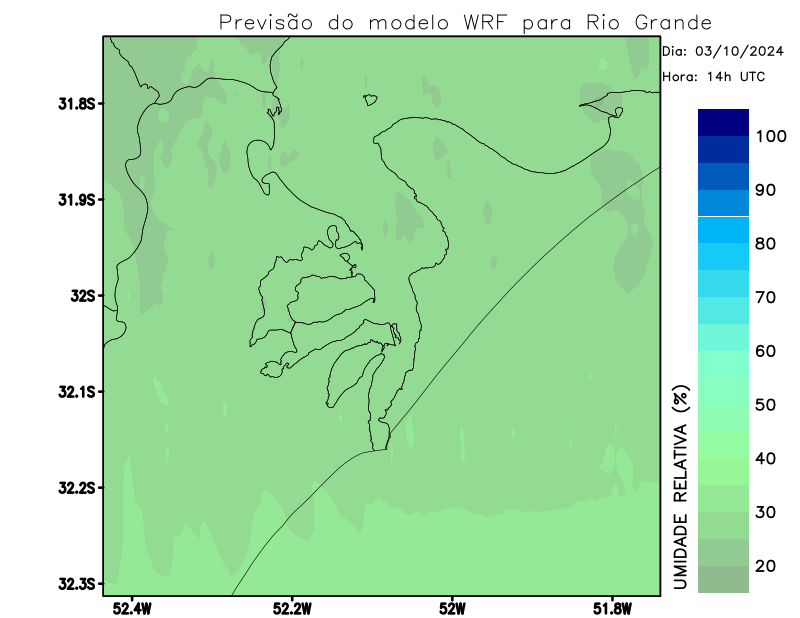 Previsão do modelo WRF para Rio Grande
Dia: 03/10/2024
Hora: 14h UTC
31.8S
31.9S
32S
32.1S
32.2S
32.3S
52.4W
52.2W
52W
51.8W
100
90
80
70
60
50
40
30
20
UMIDADE RELATIVA (%)